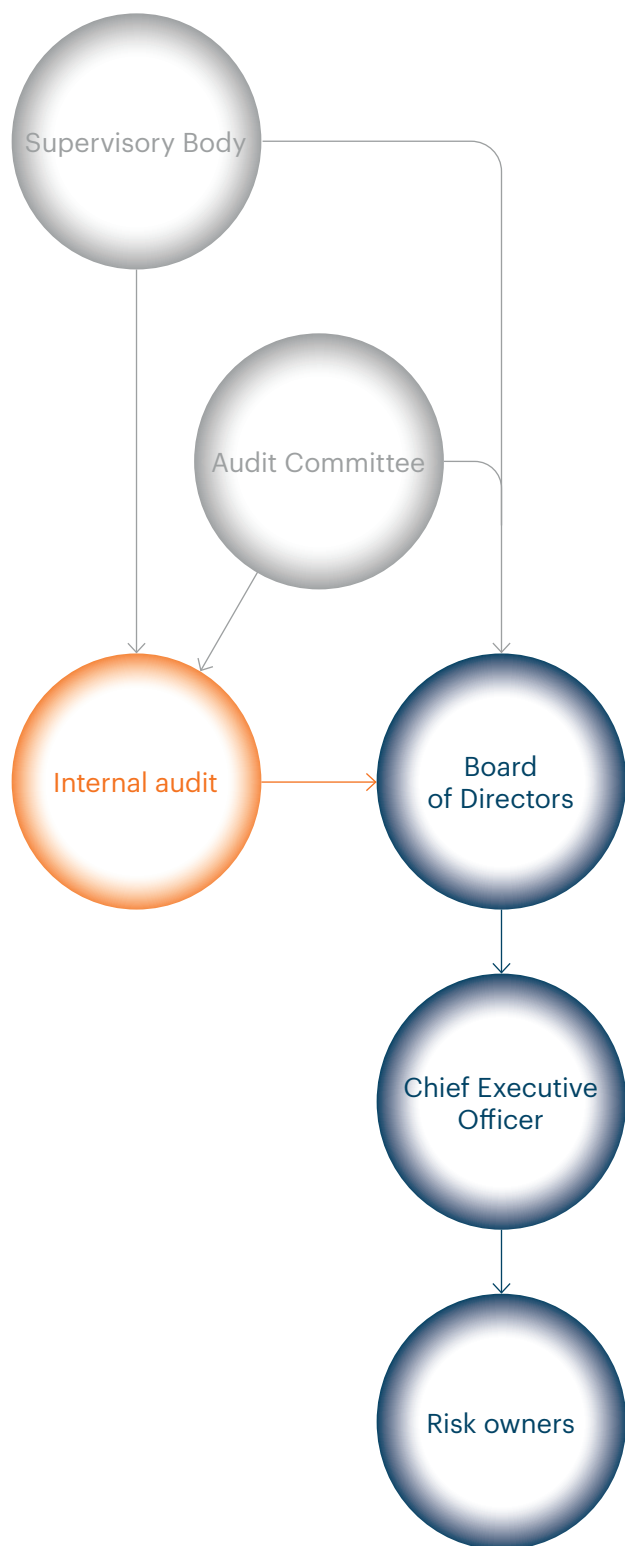 Supervisory Body
Audit Committee
Internal audit
Board
of Directors
Chief Executive
Officer
Risk owners